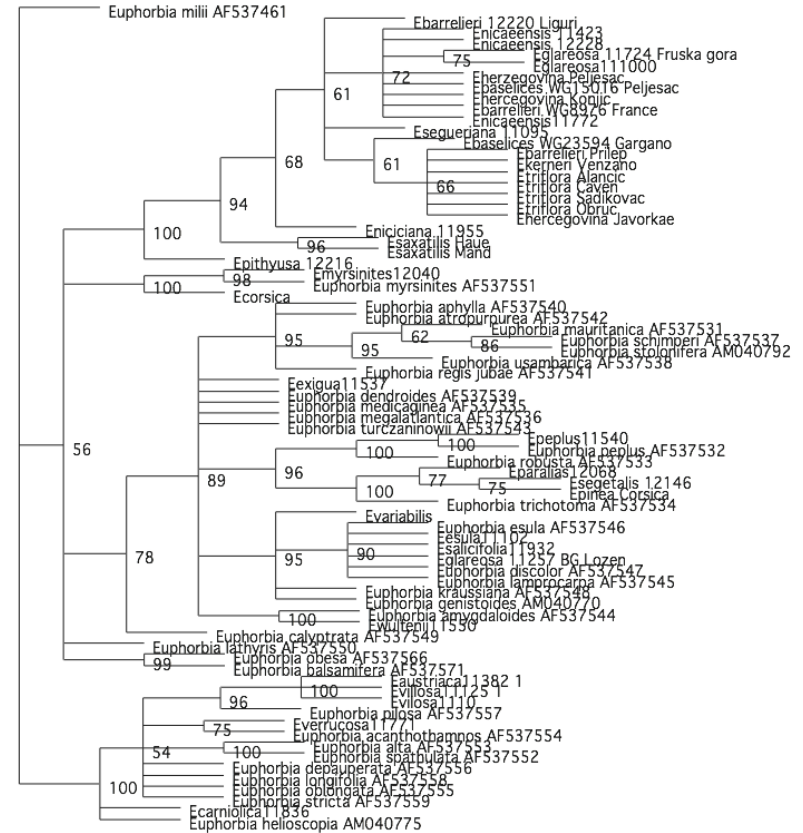 Euphorbia milii AF537461
Ebarrelieri 12220 Liguri
Enicaeensis 11423
Enicaeensis 12228
Eglareosa 11724 Fruska gora
75
Eglareosa111000
72
Eherzegovina Peljesac
Ebaselices WG15016 Peljesac
61
Ehercegovina Konjic
Ebarrelieri WG8976 France
Enicaeensis11772
Esegueriana 11095
Ebaselices WG23594 Gargano
Ebarrelieri Prilep
68
61
Ekerneri Venzano
Etriflora Alancic
66
Etriflora Caven
Etriflora Sadikovac
94
Etriflora Obruc
Ehercegovina Javorkae
100
Eniciciana 11955
96
Esaxatilis Haue
Esaxatilis Mand
Epithyusa 12216
Emyrsinites12040
98
Euphorbia myrsinites AF537551
100
Ecorsica
Euphorbia aphylla AF537540
Euphorbia atropurpurea AF537542
Euphorbia mauritanica AF537531
95
62
Euphorbia schimperi AF537537
86
95
Euphorbia stolonifera AM040792
Euphorbia usambarica AF537538
Euphorbia regis jubae AF537541
Eexigua11537
Euphorbia dendroides AF537539
Euphorbia medicaginea AF537535
Euphorbia megalatlantica AF537536
Euphorbia turczaninowii AF537543
Epeplus11540
56
100
100
Euphorbia peplus AF537532
Euphorbia robusta AF537533
96
Eparalias12068
89
77
Esegetalis 12146
100
75
Epinea Corsica
Euphorbia trichotoma AF537534
Evariabilis
Euphorbia esula AF537546
Eesula11102
Esalicifolia11932
78
95
90
Eglareosa 11257 BG Lozen
Euphorbia discolor AF537547
Euphorbia lamprocarpa AF537545
Euphorbia kraussiana AF537548
Euphorbia genistoides AM040770
100
Euphorbia amygdaloides AF537544
Ewulfenii11550
Euphorbia calyptrata AF537549
Euphorbia lathyris AF537550
99
Euphorbia obesa AF537566
Euphorbia balsamifera AF537571
Eaustriaca11382 1
100
Evillosa11125 1
96
Evilosa1110
Euphorbia pilosa AF537557
75
Everrucosa11771
Euphorbia acanthothamnos AF537554
54
100
Euphorbia alta AF537553
Euphorbia spathulata AF537552
Euphorbia depauperata AF537556
100
Euphorbia longifolia AF537558
Euphorbia oblongata AF537555
Euphorbia stricta AF537559
Ecarniolica11836
Euphorbia helioscopia AM040775